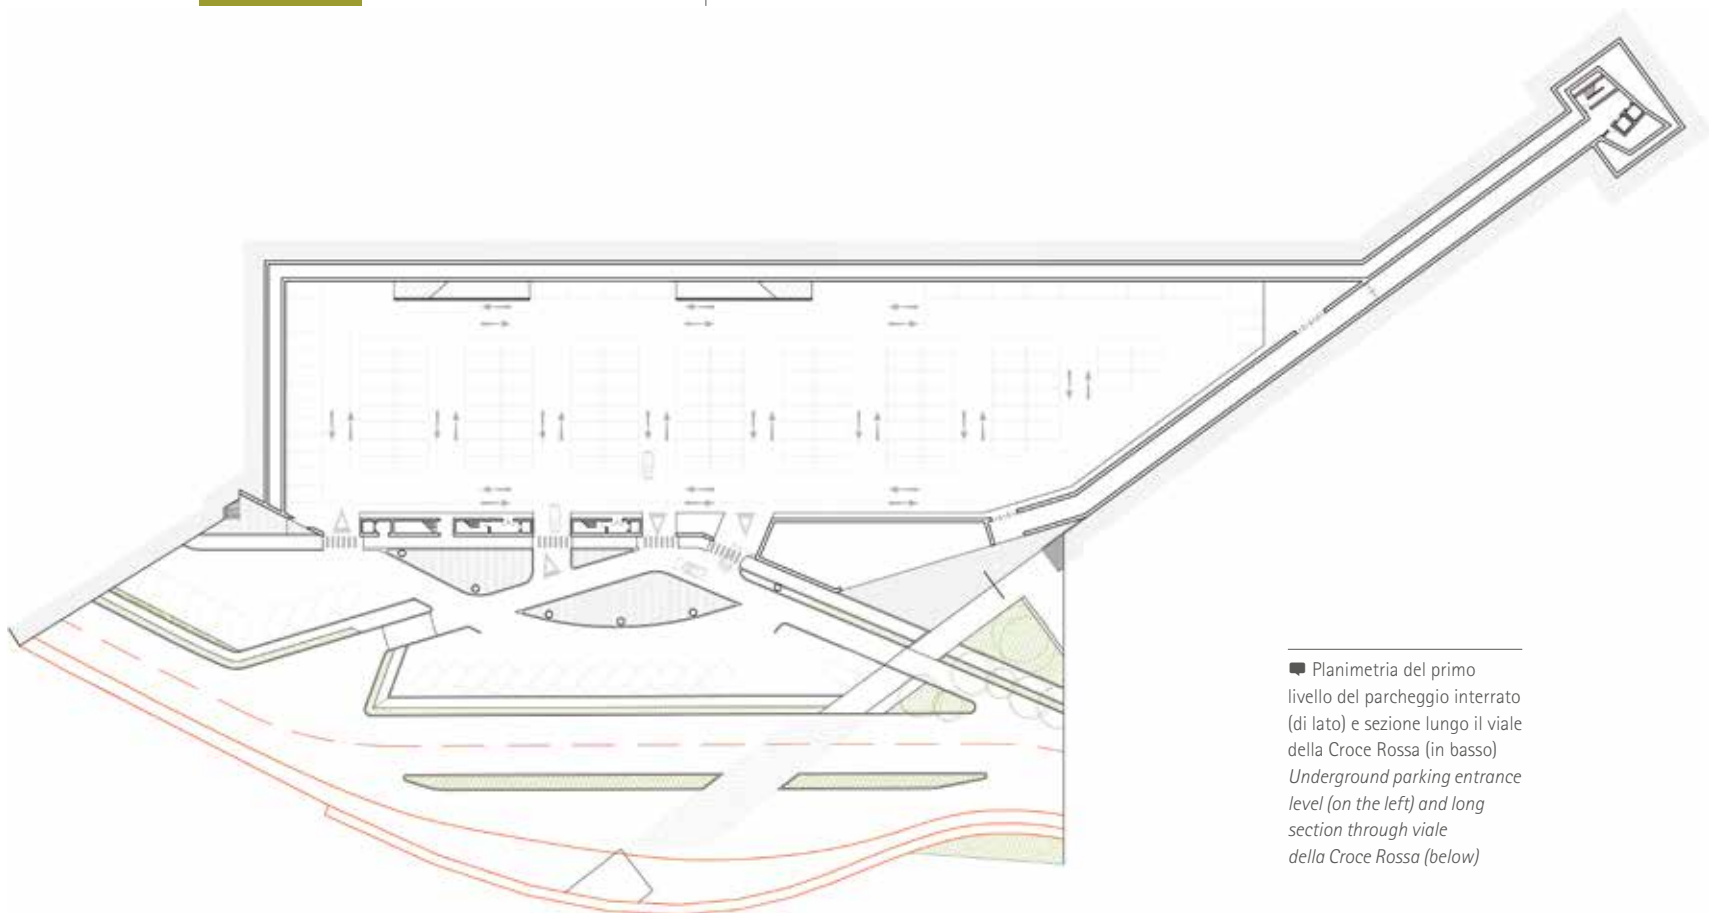 Planimetria del primo
livello del parcheggio interrato
(di lato) e sezione lungo il viale
della Croce Rossa (in basso)
Underground parking entrance
level (on the left) and long
section through viale
della Croce Rossa (below)